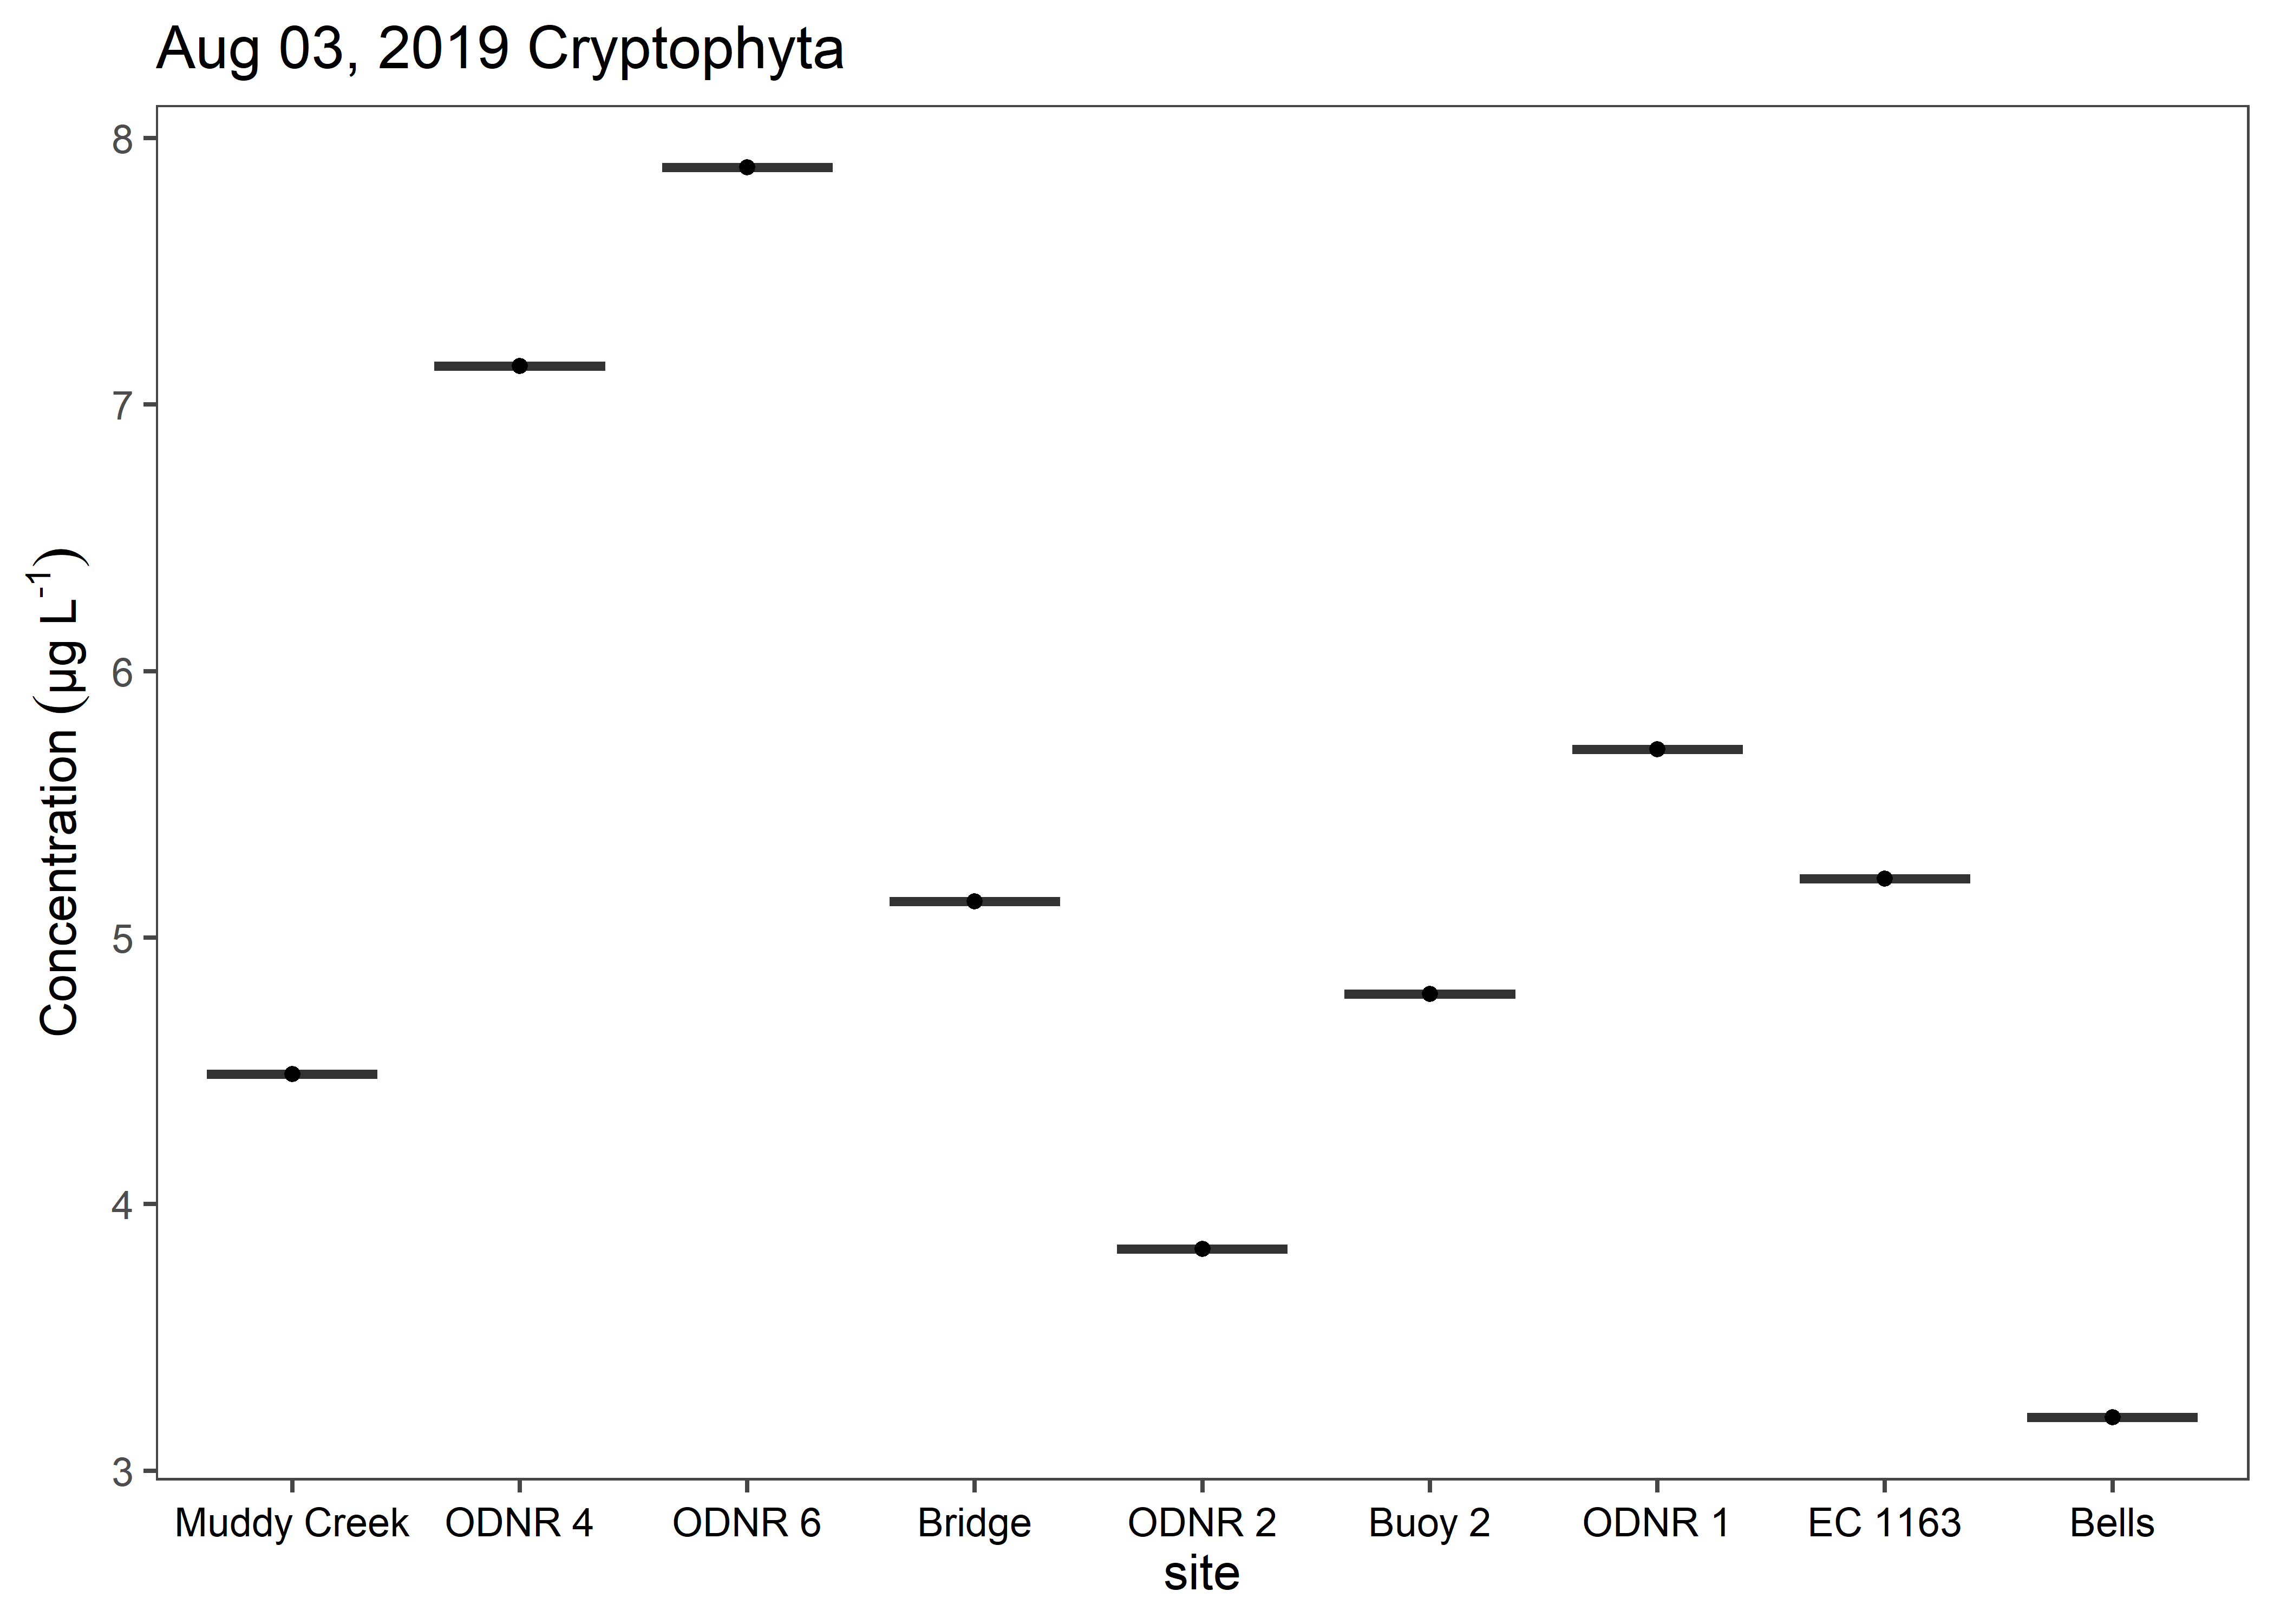 Aug 03, 2019 Cryptophyta
Concentration (µg L⁻¹)
8
7
6
5
4
3
Muddy Creek ODNR 4 ODNR 6 Bridge ODNR 2 Buoy 2 ODNR 1 EC 1163 Bells
site